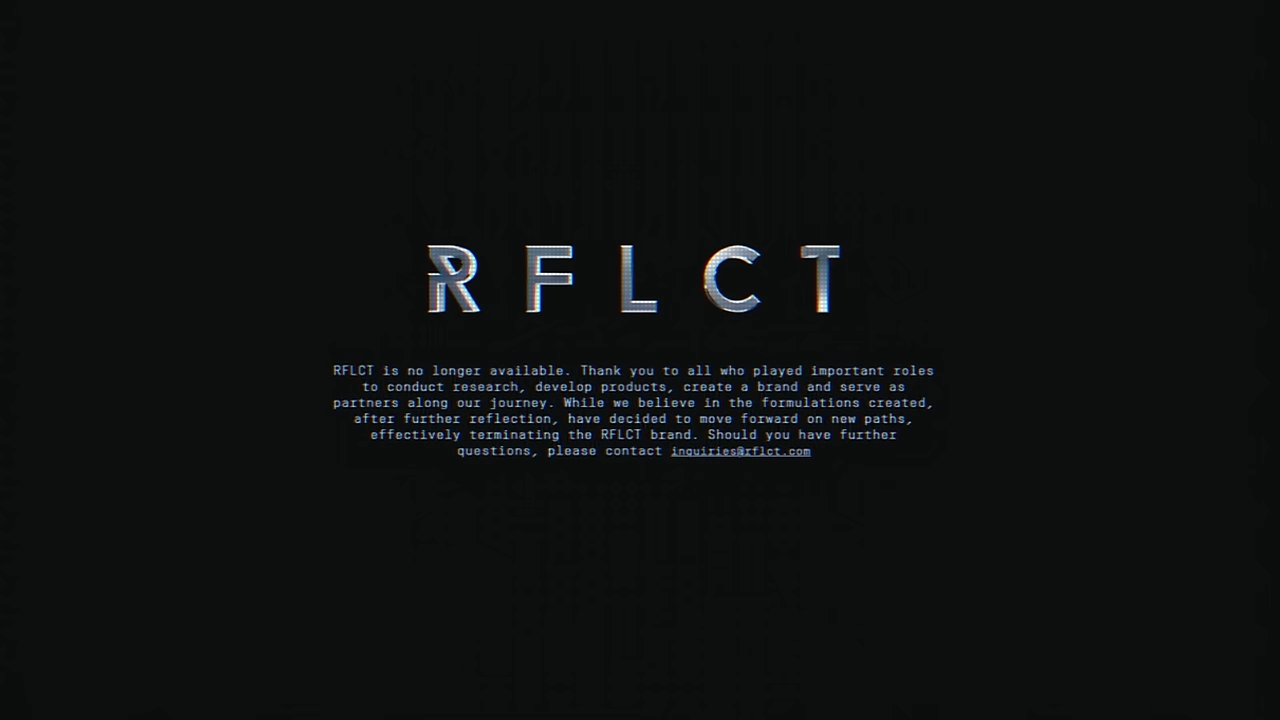 RFLCT
RFLCT is no longer available. Thank you to all who played important roles
to conduct research, develop products, create a brand and serve as
partners along our journey. While we believe in the formulations created,
after further reflection, have decided to move forward on new paths,
effectively terminating the RFLCT brand. Should you have further
questions, please contact inquiries@rflct.com